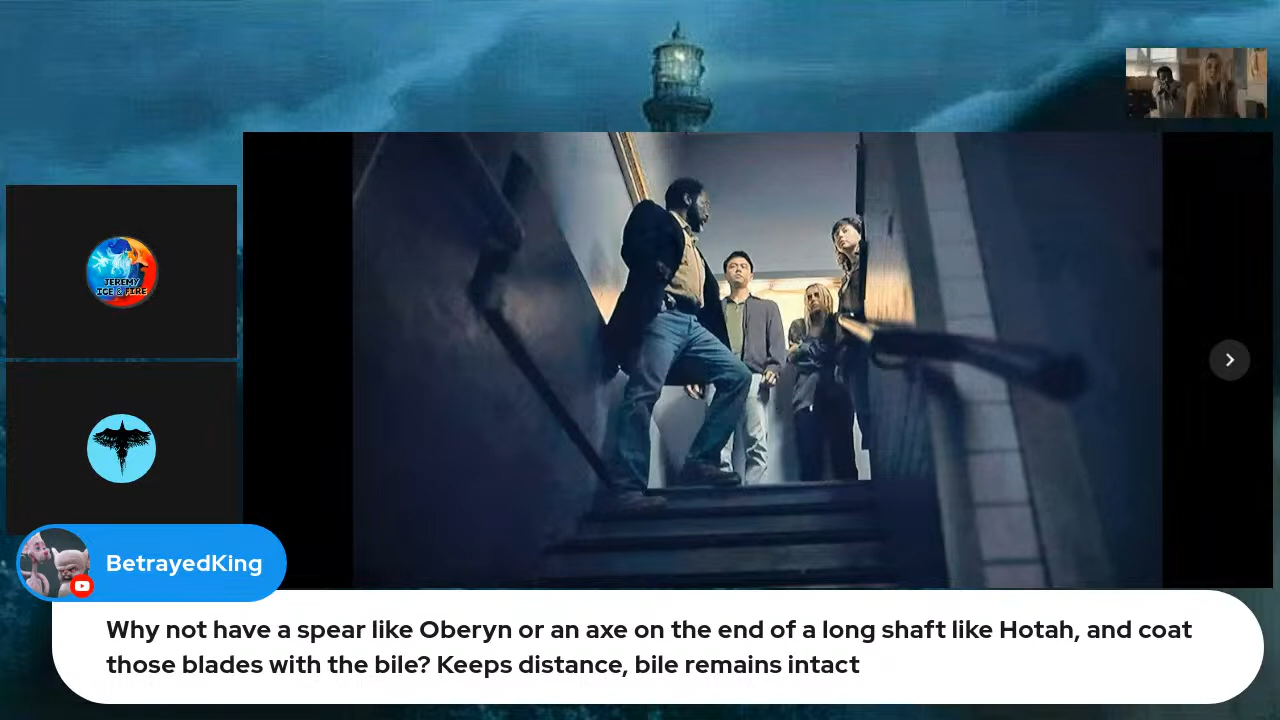 JEREMY
ICE & FIRE
BetrayedKing
Why not have a spear like Oberyn or an axe on the end of a long shaft like Hotah, and coat
those blades with the bile? Keeps distance, bile remains intact